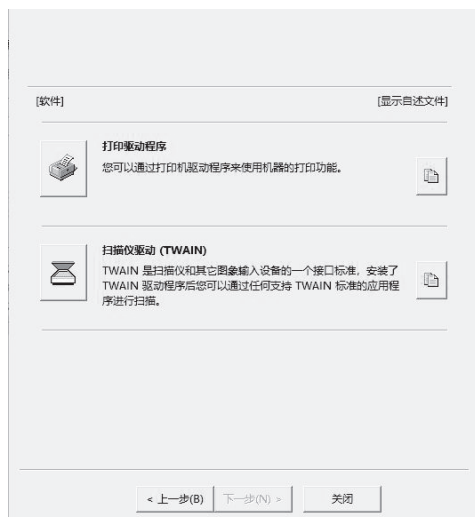 [软件] [显示自述文件]
打印驱动程序
您可以通过打印机驱动程序来使用机器的打印功能。
扫描仪驱动 (TWAIN)
TWAIN 是扫描仪和其它图象输入设备的一个接口标准。安装了
TWAIN 驱动程序后您可以通过任何支持 TWAIN 标准的应用程
序进行扫描。
< 上一步(B) 下一步(N) > 关闭